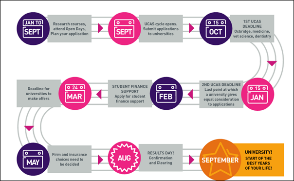 JAN TO
SEPT
Research courses,
attend Open Days,
Plan your application
SEPT
UCAS cycle opens.
Submit applications
to universities
OCT
15
1ST UCAS
DEADLINE
Oxbridge, medicine,
vet science, dentistry
Deadline for
universities to
make offers
MAR
STUDENT FINANCE
SUPPORT
Apply for student
finance support
FEB
2ND UCAS DEADLINE
Last point at which
a university gives
equal consideration
to applications
JAN
MAY
Firm and insurance
choices need to
be decided
AUG
RESULTS DAY!
Confirmation
and Clearing
SEPTEMBER
UNIVERSITY!
START OF THE
BEST YEARS
OF YOUR LIFE!